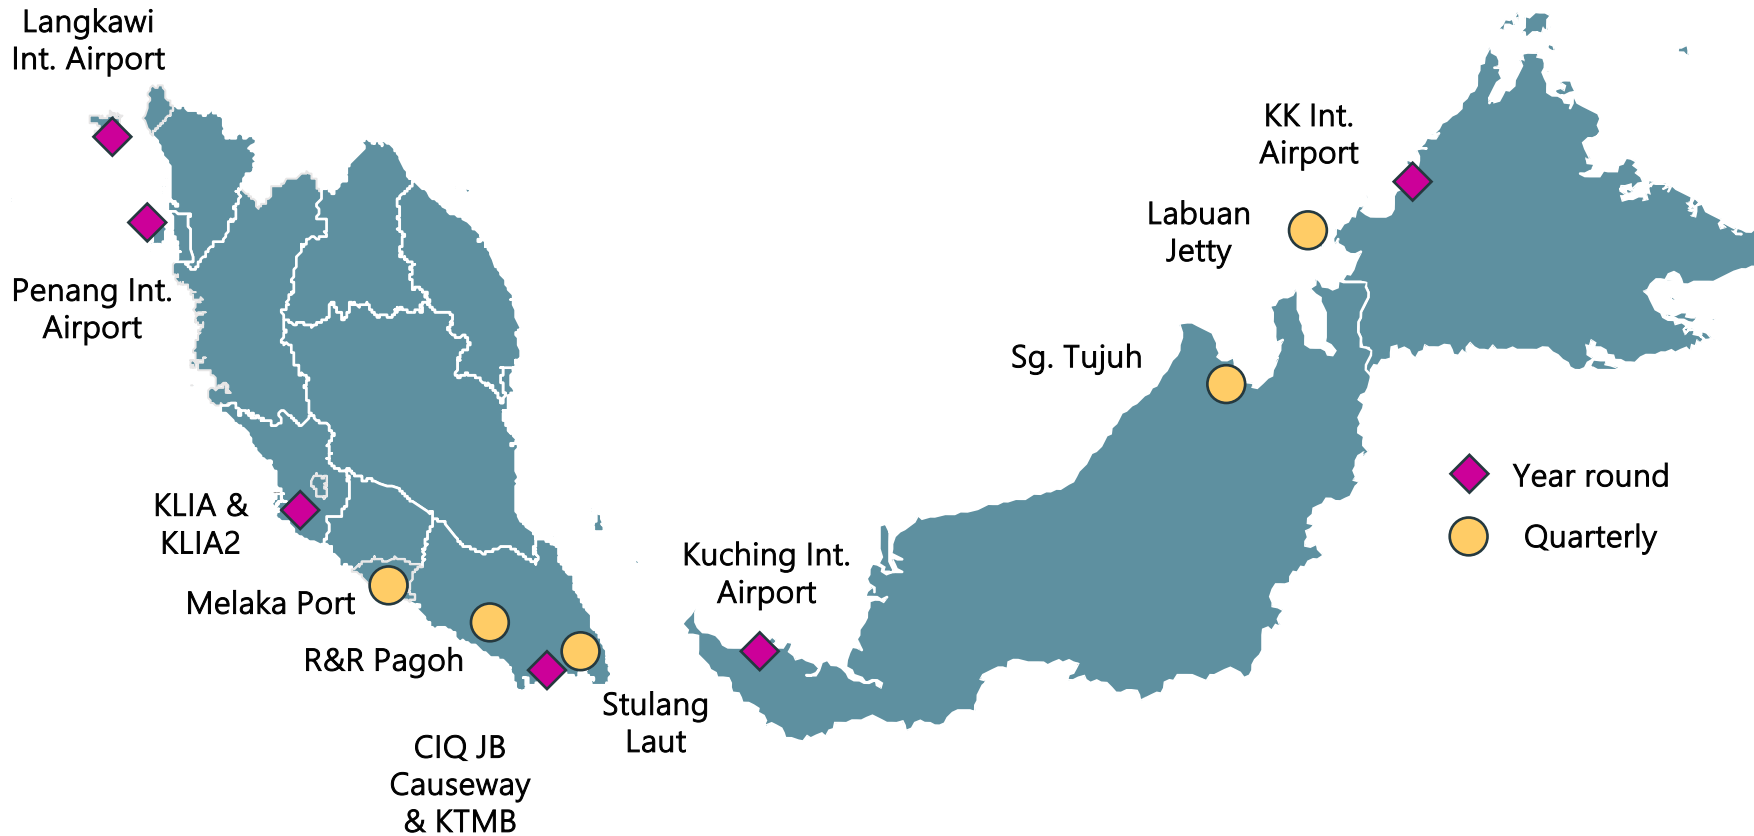 Langkawi
Int. Airport
Penang Int.
Airport
KLIA &
KLIA2
Melaka Port
R&R Pagoh
CIQ JB
Causeway
& KTMB
Stulang
Laut
Kuching Int.
Airport
Sg. Tujuh
Labuan
Jetty
KK Int.
Airport
Year round
Quarterly